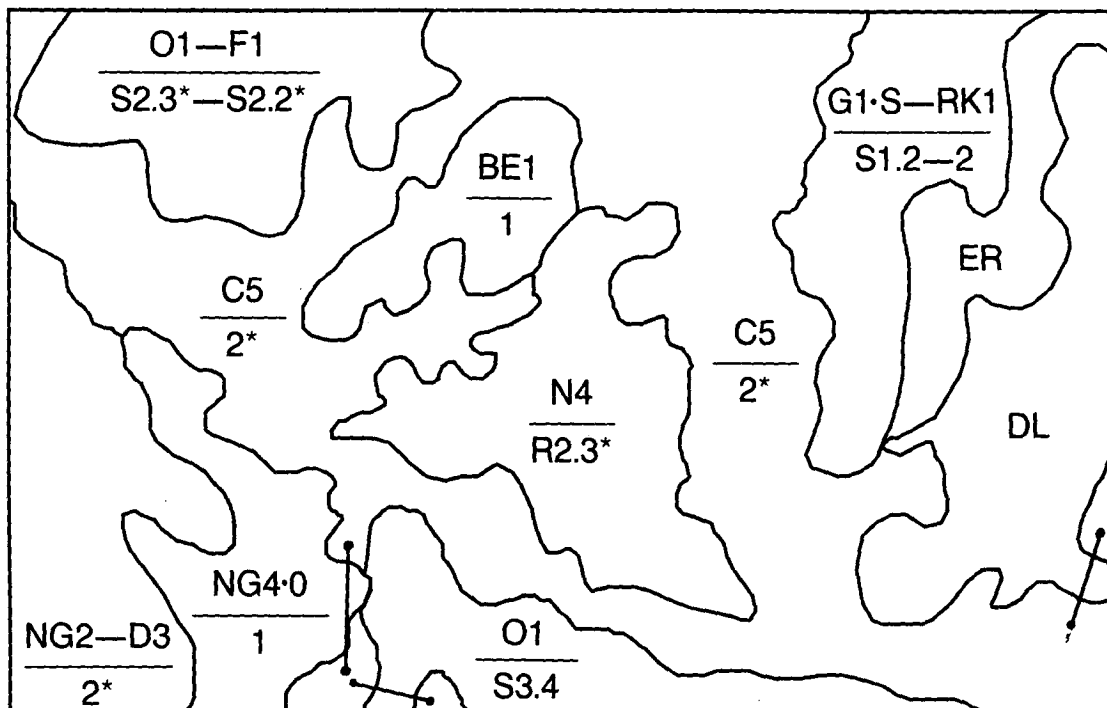 O1—F1
S2.3*—S2.2*
G1·S—RK1
S1.2—2
BE1
1
ER
C5
2*
C5
2*
N4
R2.3*
DL
NG4·0
1
NG2—D3
2*
O1
S3.4